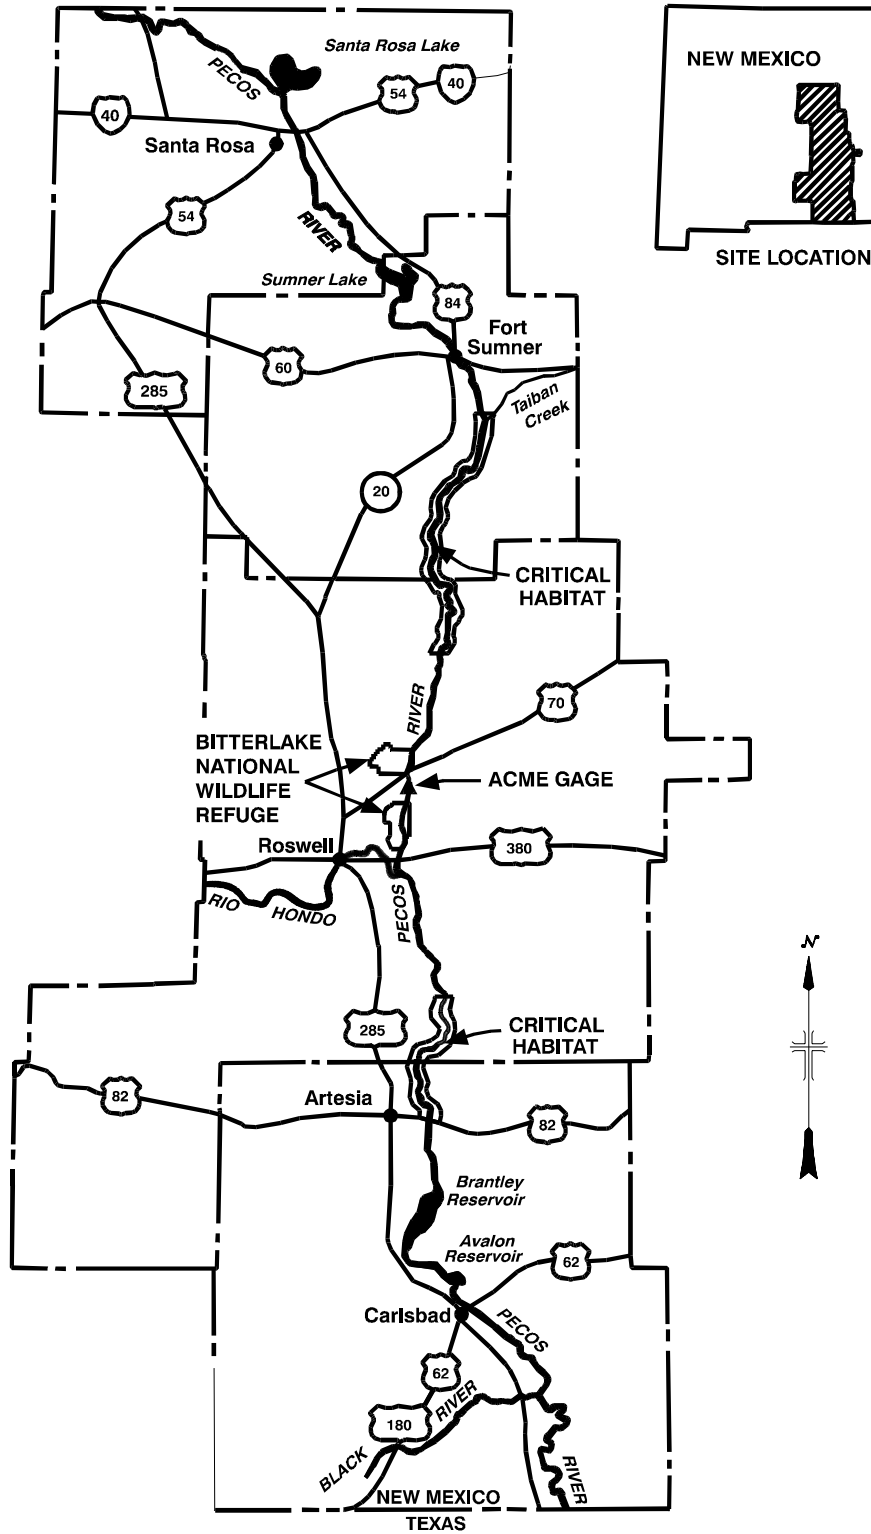 Santa Rosa Lake
NEW MEXICO
PECOS
40
54
40
Santa Rosa
54
RIVER
SITE LOCATION
Sumner Lake
84
Fort
Sumner
60
285
Taiban
Creek
20
CRITICAL
HABITAT
RIVER
70
BITTERLAKE
NATIONAL
WILDLIFE
REFUGE
ACME GAGE
Roswell
380
RIO HONDO
PECOS
N
285
CRITICAL
HABITAT
82
Artesia
82
Brantley
Reservoir
Avalon
Reservoir
62
Carlsbad
PECOS
62
RIVER
180
BLACK
RIVER
NEW MEXICO
TEXAS